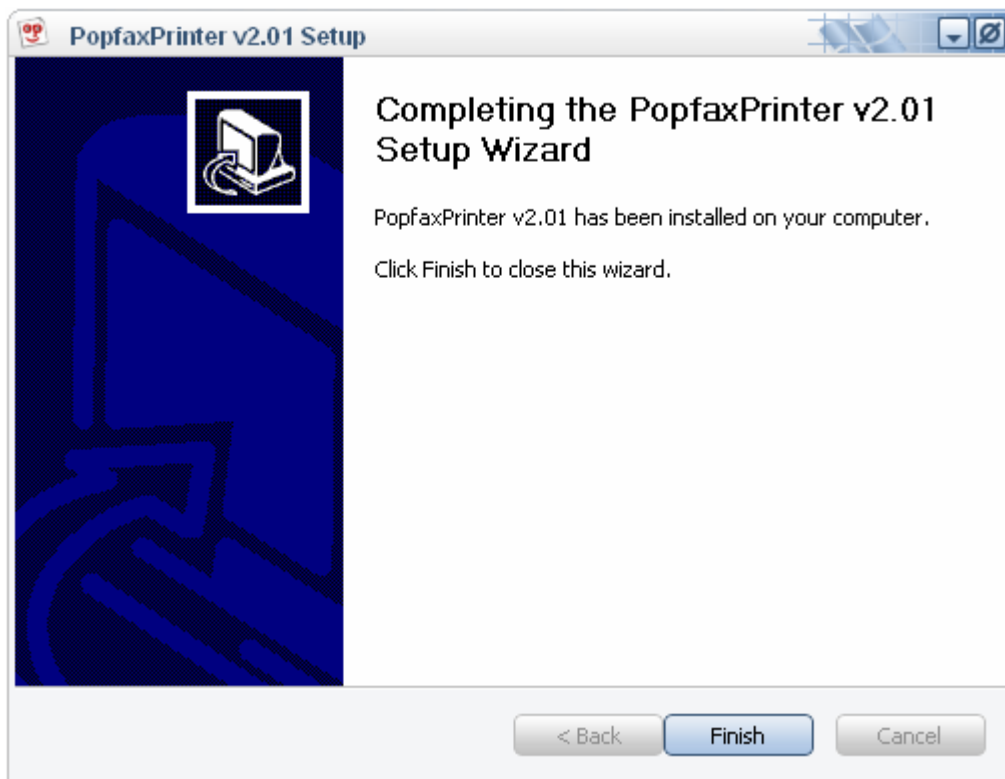 PopfaxPrinter v2.01 Setup
Completing the PopfaxPrinter v2.01
Setup Wizard
PopfaxPrinter v2.01 has been installed on your computer.
Click Finish to close this wizard.
< Back Finish Cancel